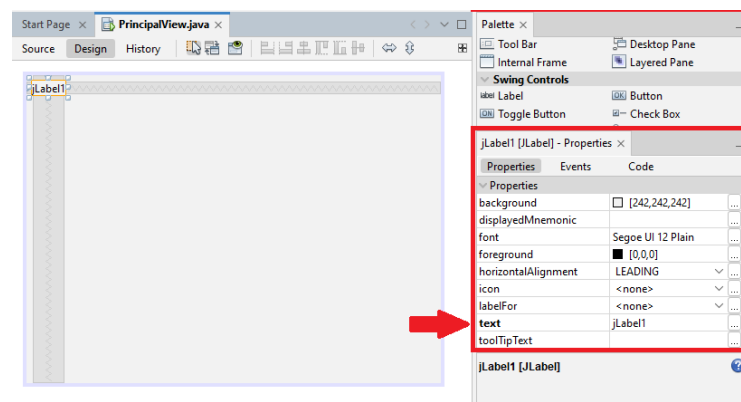 Start Page
PrincipalView.java
Source Design History
jLabel1
Palette
Tool Bar Desktop Pane
Internal Frame Layered Pane
Swing Controls
label Label OK Button
ON Toggle Button Check Box
jLabel1 [JLabel] - Properties
Properties Events Code
Properties
background [242,242,242] ...
displayedMnemonic ...
font Segoe UI 12 Plain ...
foreground [0,0,0] ...
horizontalAlignment LEADING ...
icon <none> ...
labelFor <none> ...
text jLabel1 ...
toolTipText ...
jLabel1 [JLabel] ?